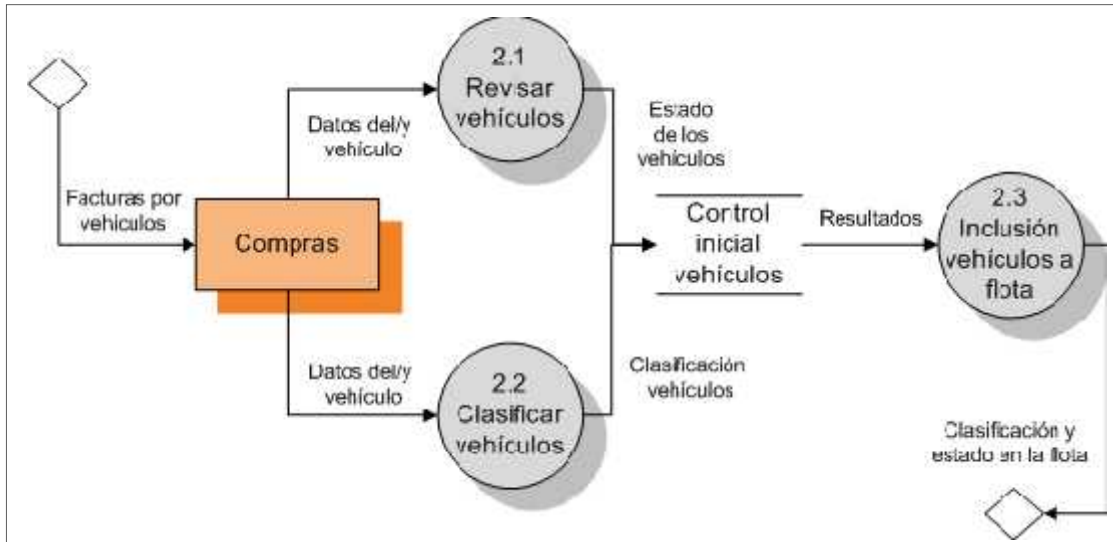 2.1
Revisar
vehículos
Datos del/y
vehículo
Estado
de los
vehículos
Facturas por
vehiculos
Compras
Control
inicial
vehículos
Resultados
2.3
Inclusión
vehículos a
flota
Datos del/y
vehículo
2.2
Clasificar
vehículos
Clasificación
vehículos
Clasificación y
estado en la flota